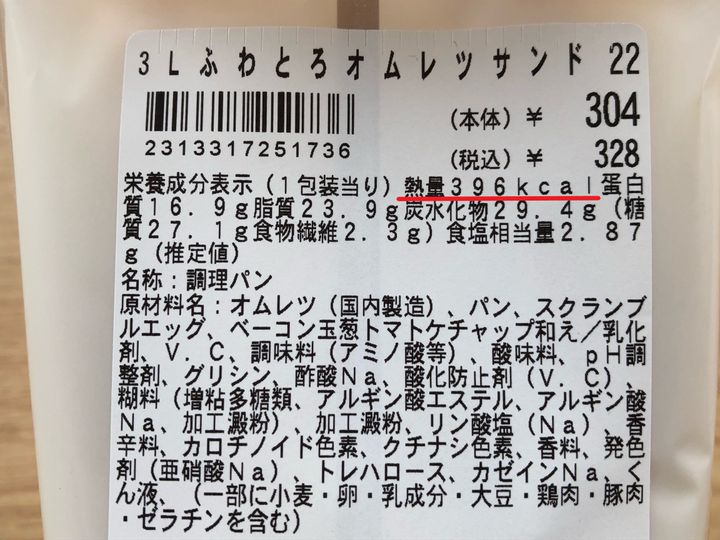 3Lふわとろオムレツサンド 22
(本体) ¥ 304
2313317251736
(税込) ¥ 328
栄養成分表示(1包装当り)熱量396kcal蛋白
質16.9g脂質23.9g炭水化物29.4g(糖
質27.1g食物繊維2.3g)食塩相当量2.87
g(推定値)
名称:調理パン
原材料名:オムレツ(国内製造)、パン、スクランブ
ルエッグ、ベーコン玉葱トマトケチャップ和え/乳化
剤、V.C、調味料(アミノ酸等)、酸味料、pH調
整剤、グリシン、酢酸Na、酸化防止剤(V.C)、
糊料(増粘多糖類、アルギン酸エステル、アルギン酸
Na、加工澱粉)、加工澱粉、リン酸塩(Na)、香
辛料、カロチノイド色素、クチナシ色素、香料、発色
剤(亜硝酸Na)、トレハロース、カゼインNa、く
ん液、(一部に小麦・卵・乳成分・大豆・鶏肉・豚肉
・ゼラチンを含む)